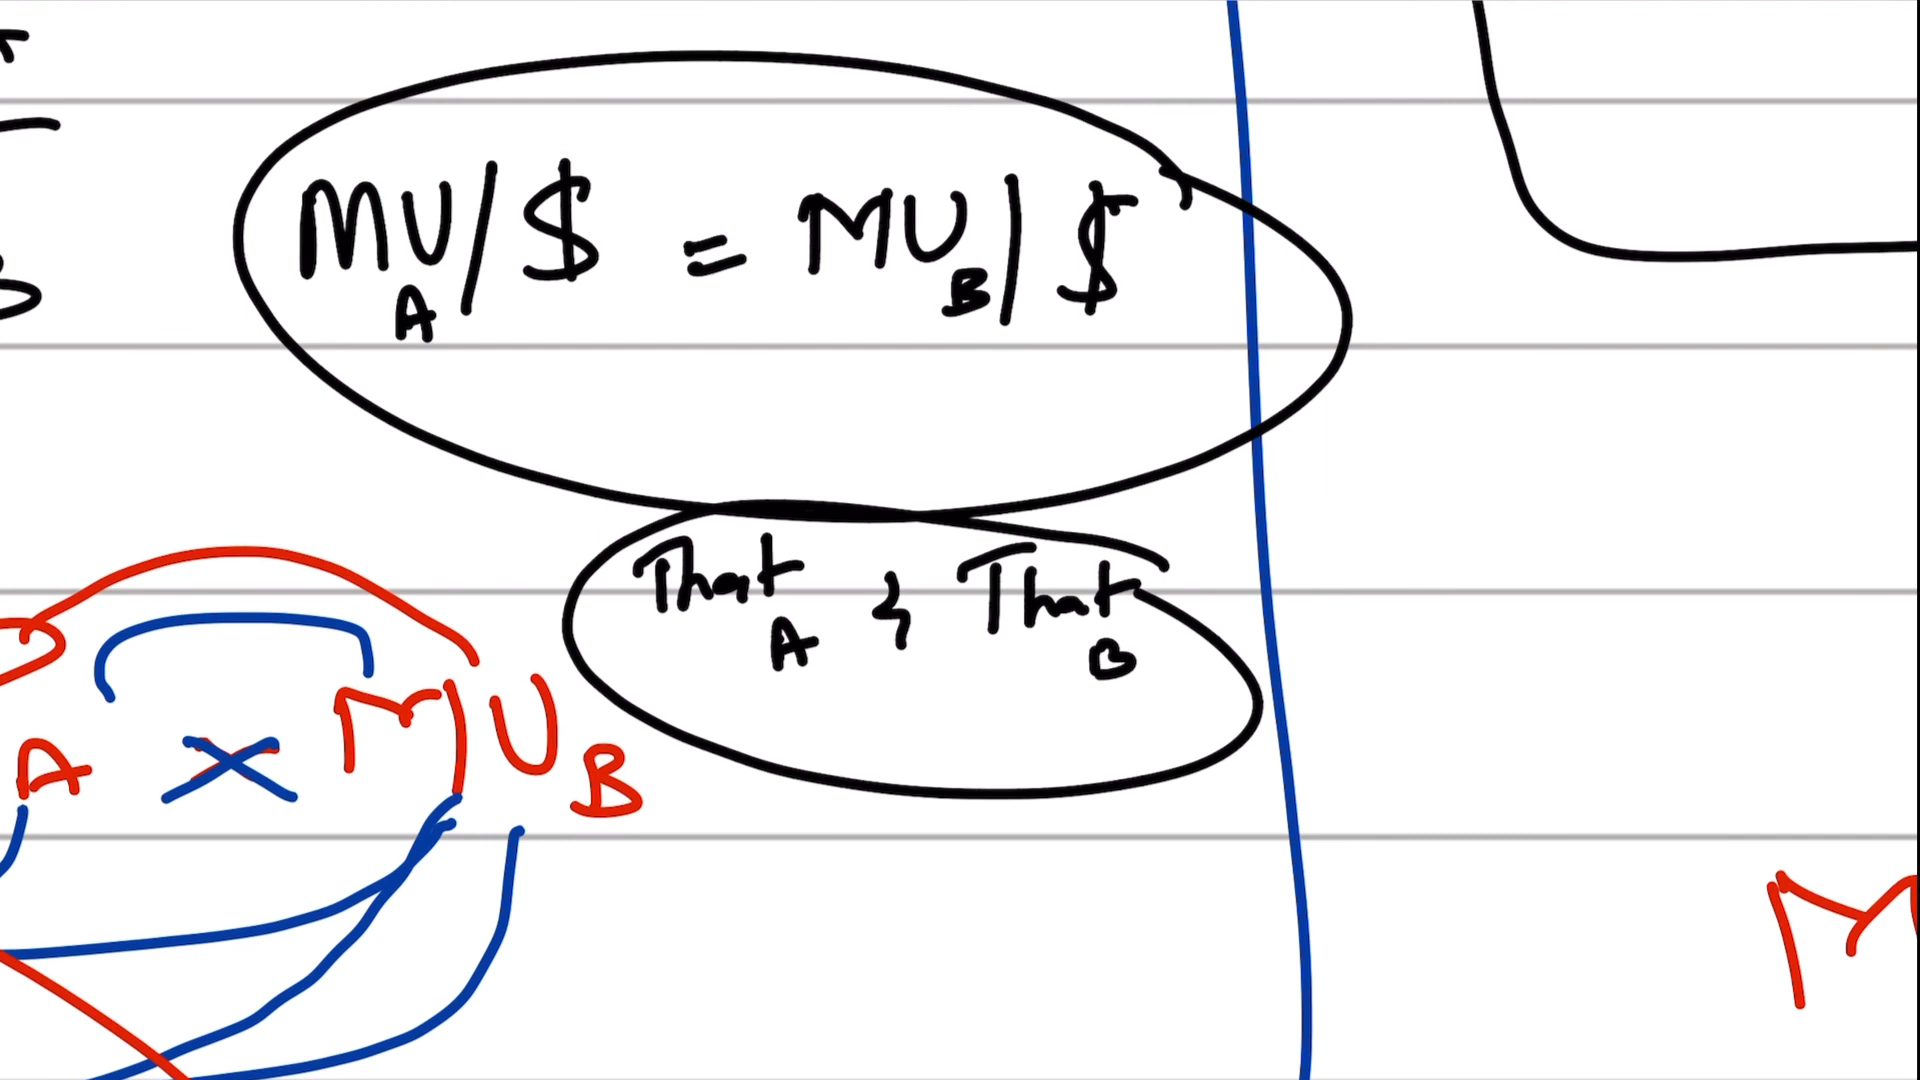 MU A/$ = MU B/$
That A & That B
A × MU B
M